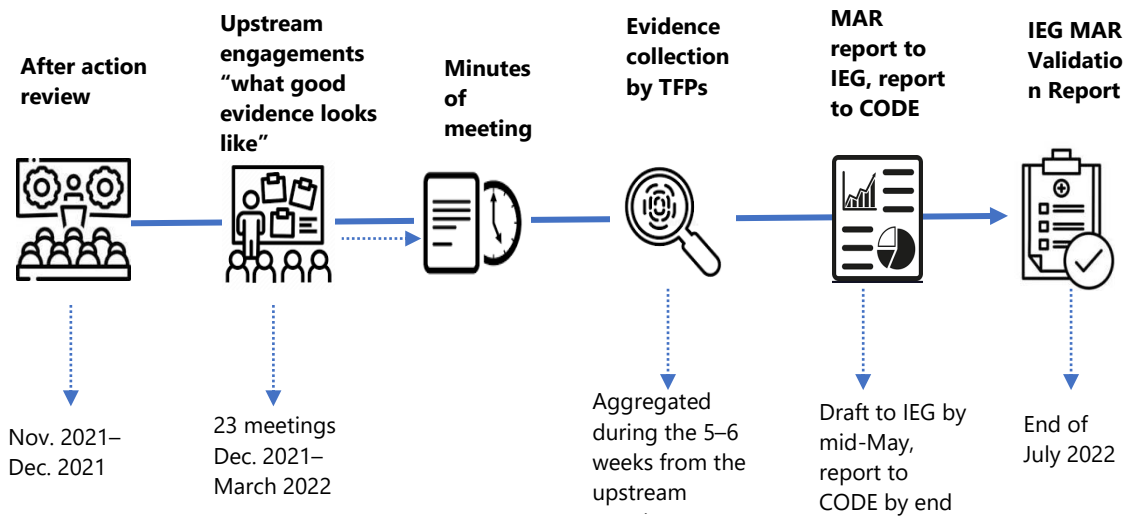 After action
review
Upstream
engagements
“what good
evidence looks
like”
Minutes
of
meeting
Evidence
collection
by TFPs
MAR
report to
IEG, report
to CODE
IEG MAR
Validatio
n Report
Nov. 2021–
Dec. 2021
23 meetings
Dec. 2021–
March 2022
Aggregated
during the 5–6
weeks from the
upstream
Draft to IEG by
mid-May,
report to
CODE by end
End of
July 2022